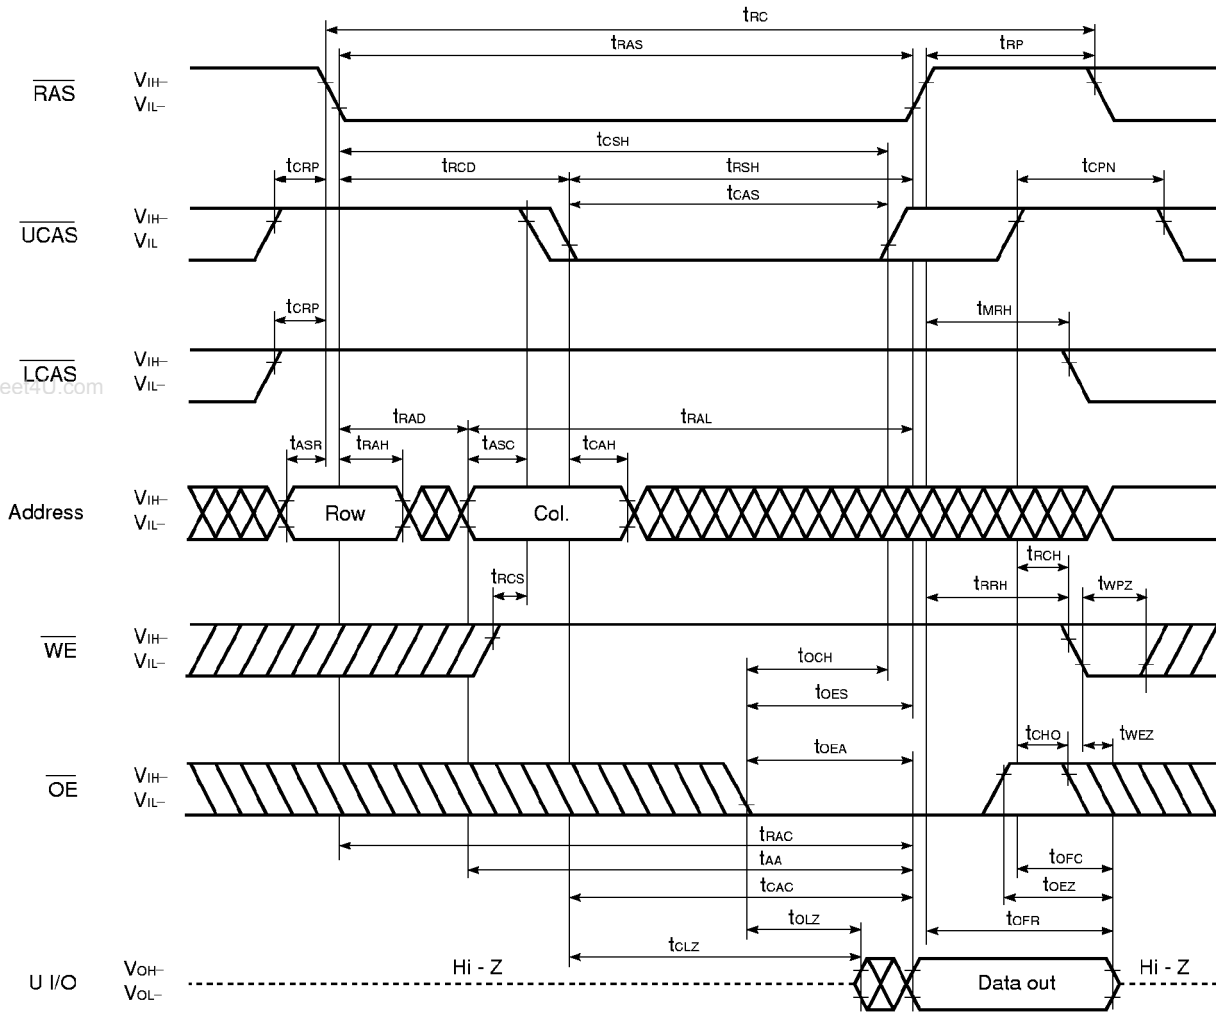 tRC
tRAS
tRP
RAS
VIH–
VIL–
tCSH
tCRP
tRCD
tRSH
tCPN
tCAS
UCAS
VIH–
VIL
tCRP
tMRH
LCAS
VIH–
VIL–
eet4U.com
tRAD
tRAL
tASR
tRAH
tASC
tCAH
Address
VIH–
VIL–
Row
Col.
tRCH
tRCS
tRRH
tWPZ
WE
VIH–
VIL–
tOCH
tOES
tCHO
tWEZ
tOEA
OE
VIH–
VIL–
tRAC
tAA
tOFC
tCAC
tOEZ
tOLZ
tOFR
tCLZ
U I/O
VOH–
VOL–
Hi - Z
Data out
Hi - Z